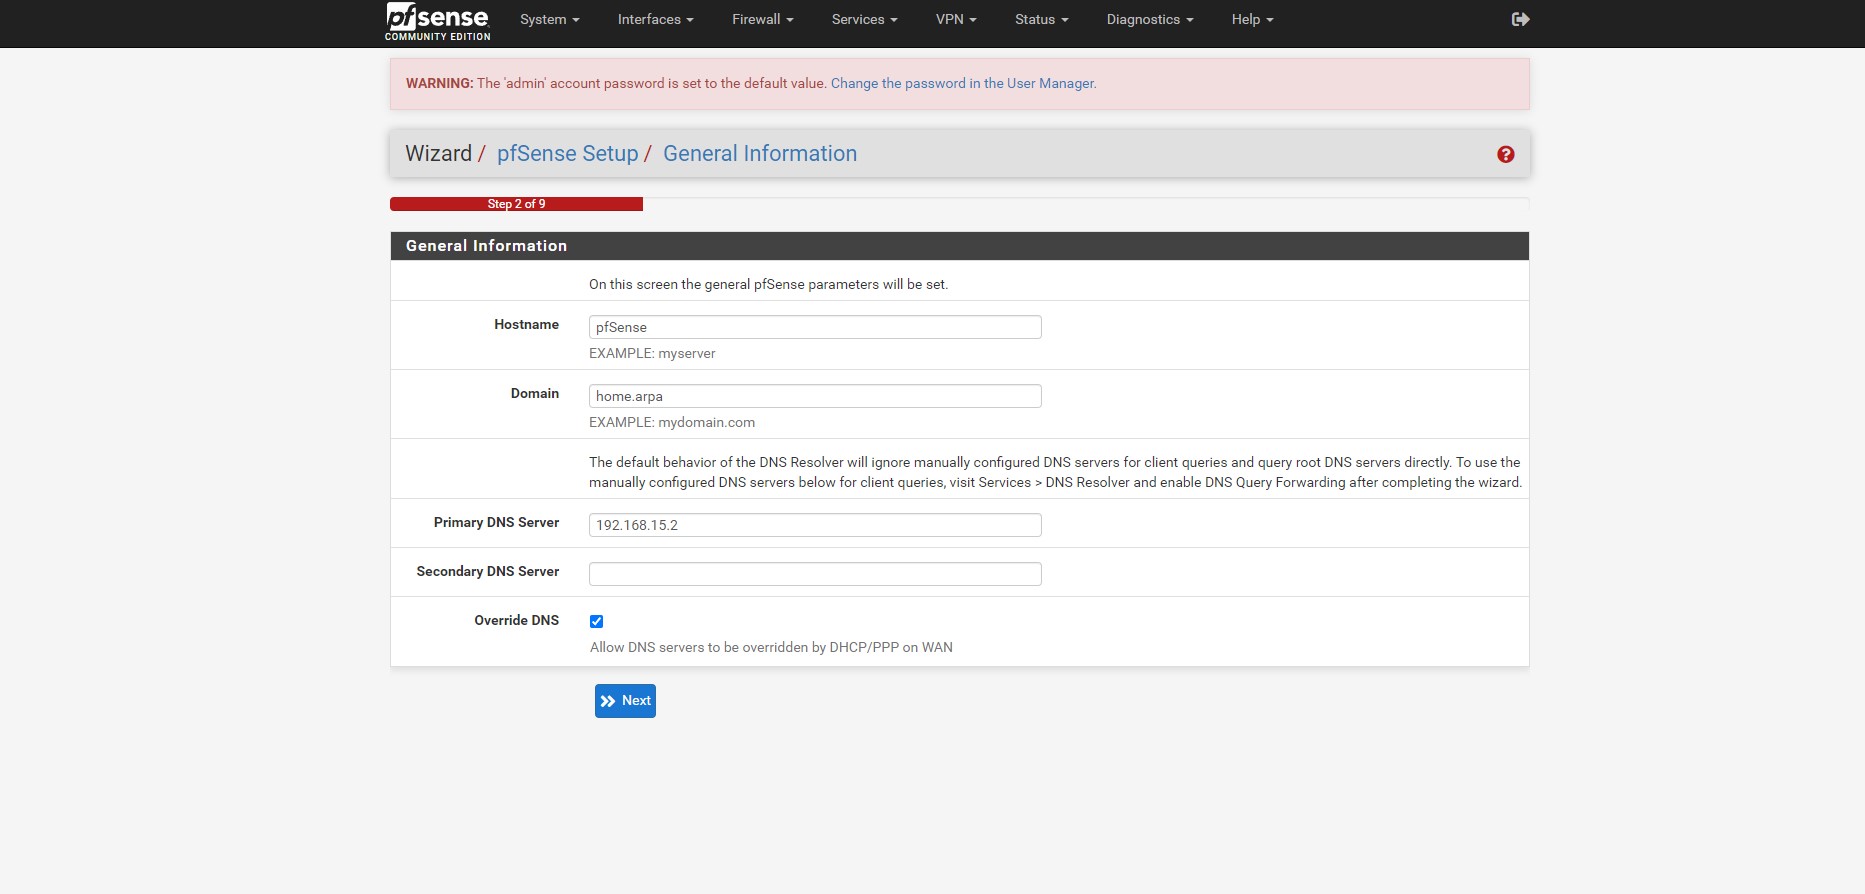 pfsense
COMMUNITY EDITION
System
Interfaces
Firewall
Services
VPN
Status
Diagnostics
Help
WARNING: The 'admin' account password is set to the default value. Change the password in the User Manager.
Wizard / pfSense Setup / General Information
Step 2 of 9
General Information
On this screen the general pfSense parameters will be set.
Hostname
pfSense
EXAMPLE: myserver
Domain
home.arpa
EXAMPLE: mydomain.com
The default behavior of the DNS Resolver will ignore manually configured DNS servers for client queries and query root DNS servers directly. To use the
manually configured DNS servers below for client queries, visit Services > DNS Resolver and enable DNS Query Forwarding after completing the wizard.
Primary DNS Server
192.168.15.2
Secondary DNS Server
Override DNS
Allow DNS servers to be overridden by DHCP/PPP on WAN
Next